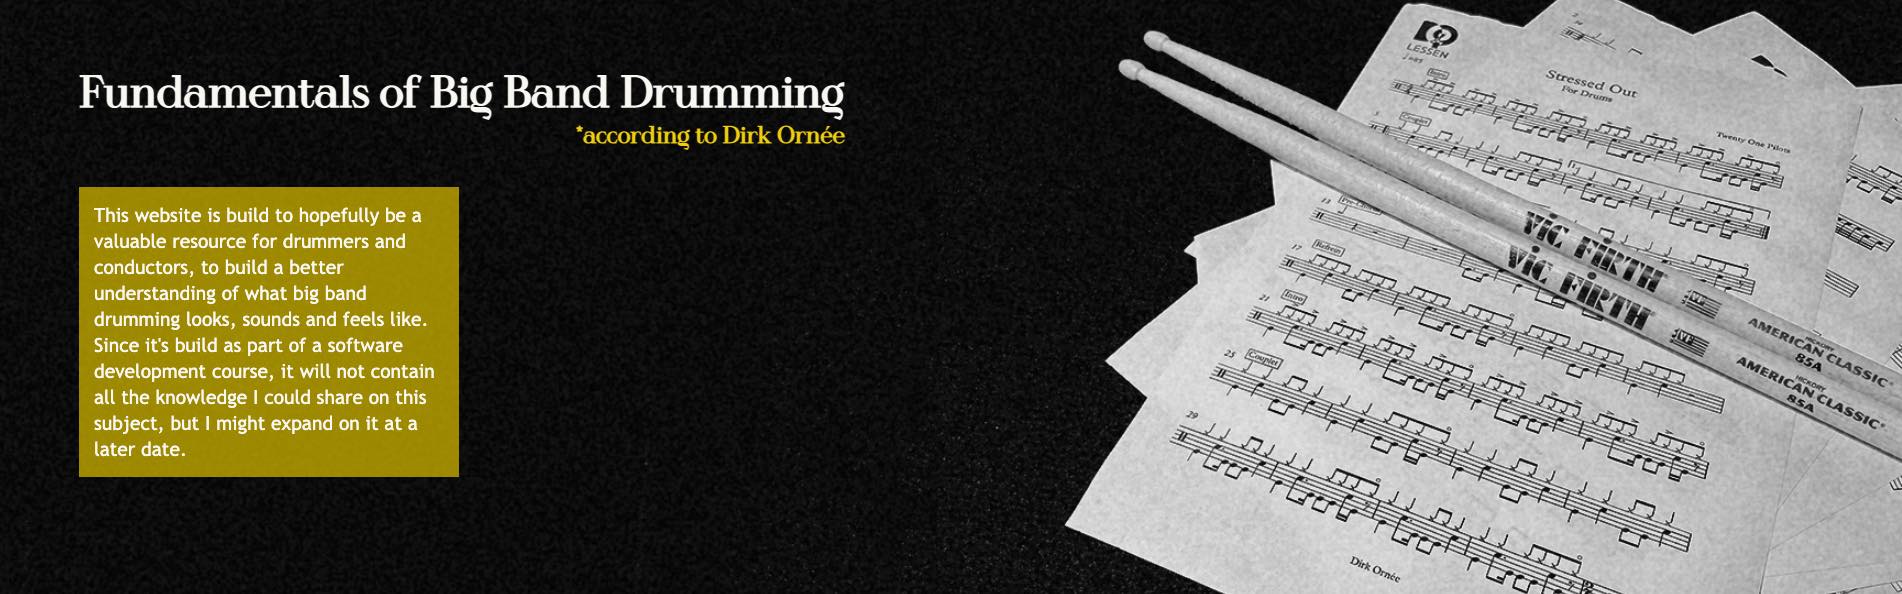 Fundamentals of Big Band Drumming
*according to Dirk Ornée
This website is build to hopefully be a
valuable resource for drummers and
conductors, to build a better
understanding of what big band
drumming looks, sounds and feels like.
Since it's build as part of a software
development course, it will not contain
all the knowledge I could share on this
subject, but I might expand on it at a
later date.
LESSEN
Stressed Out
For Drums
Twenty One Pilots
Intro
Couplet
13
17
Refrein
21
Intro
25
Couplet
29
VIC FIRTH
HICKORY
AMERICAN CLASSIC
85A
VIC FIRTH
HICKORY
AMERICAN CLASSIC
85A
Dirk Ornée